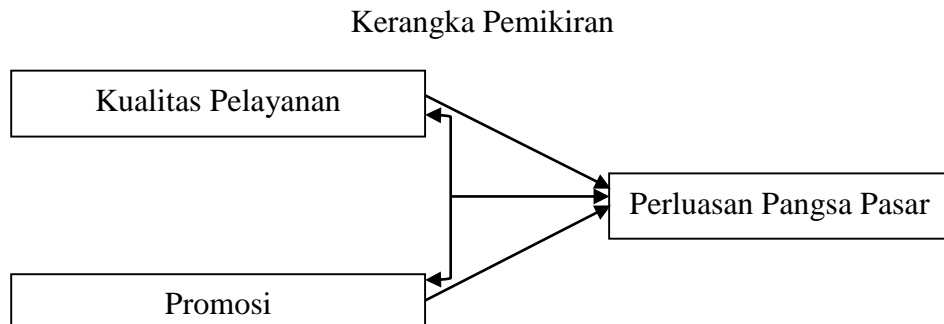 Kerangka Pemikiran
Kualitas Pelayanan
Perluasan Pangsa Pasar
Promosi